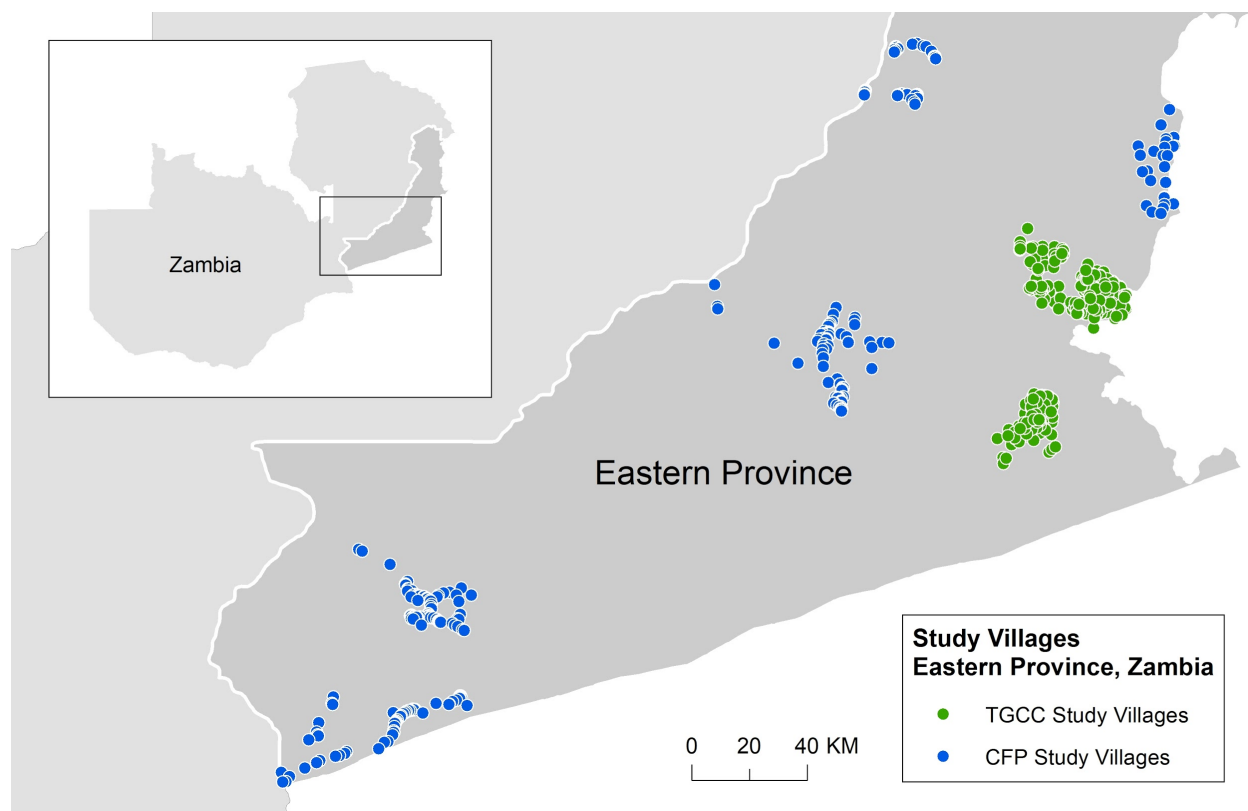 Zambia
Eastern Province
Study Villages
Eastern Province, Zambia
TGCC Study Villages
CFP Study Villages
0 20 40 KM